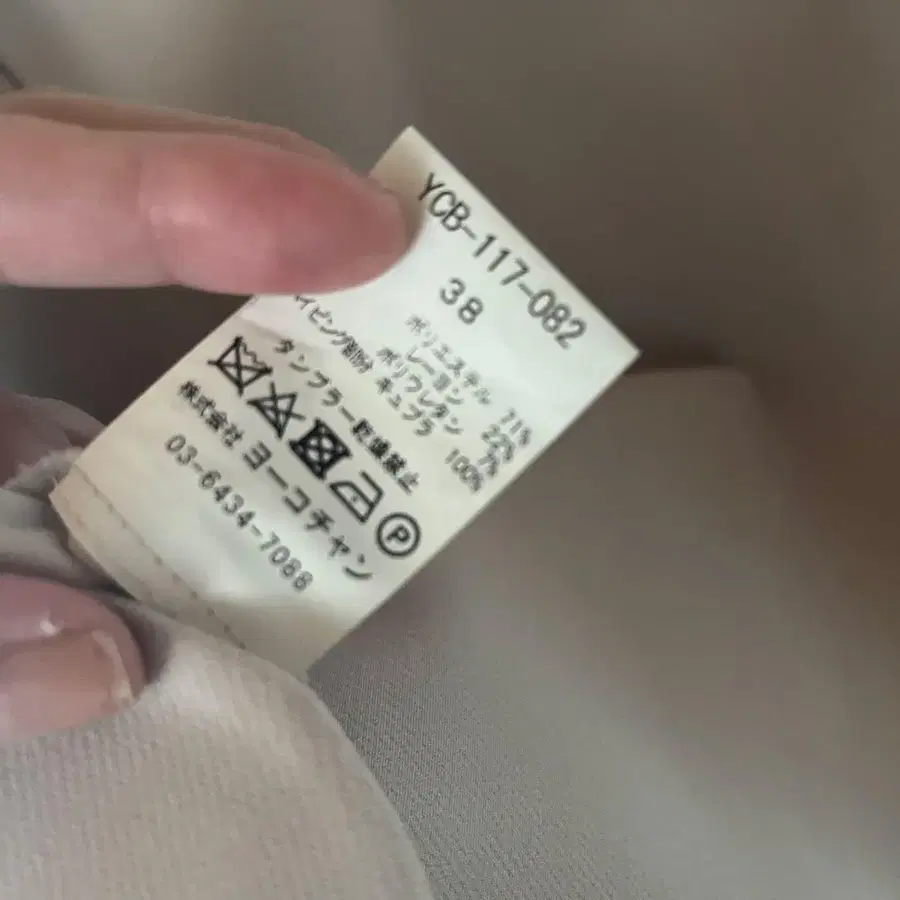 YCB-117-082
38
ポリエステル 71%
レーヨン 22%
ポリウレタン 7%
パイピング部分 キュプラ 100%
タンブラー乾燥禁止
P
株式会社 ヨーコチャン
03-6434-7088